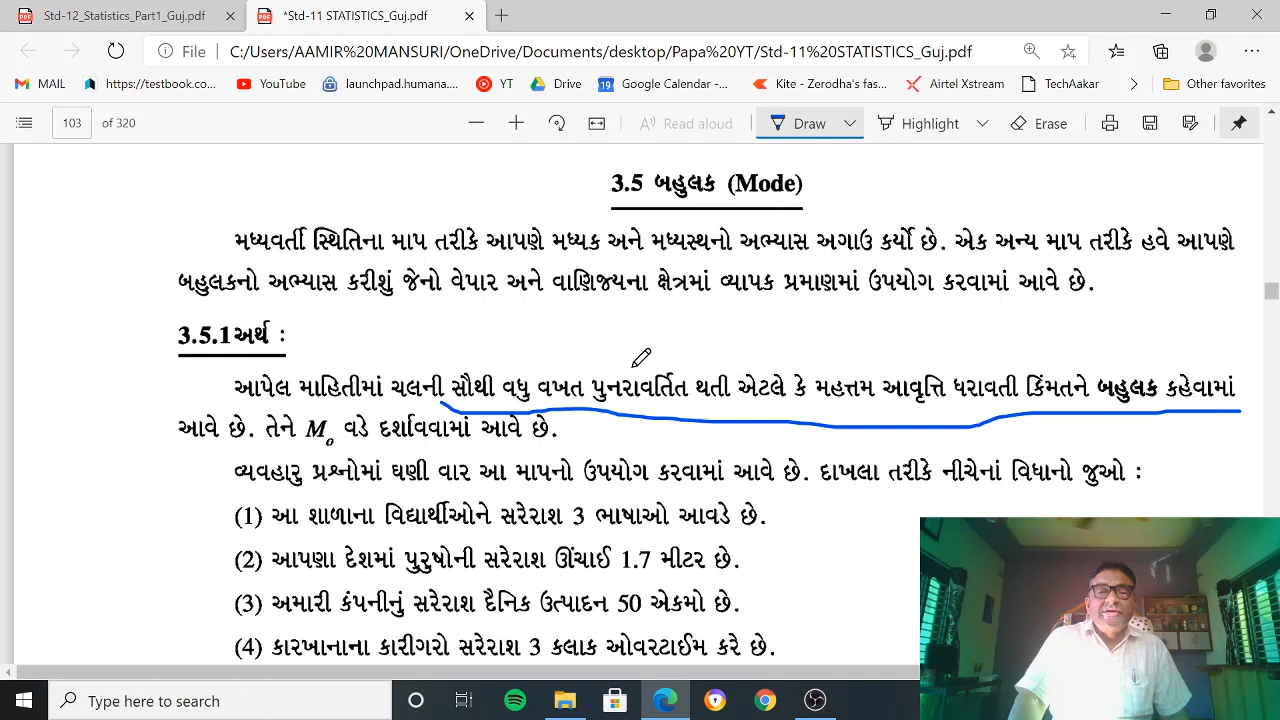 Std-12_Statistics_Part1_Guj.pdf
*Std-11 STATISTICS_Guj.pdf
File C:/Users/AAMIR%20MANSURI/OneDrive/Documents/desktop/Papa%20YT/Std-11%20STATISTICS_Guj.pdf
MAIL https://testbook.co... YouTube launchpad.humana.... YT Drive Google Calendar -... Kite - Zerodha's fas... Airtel Xstream TechAakar Other favorites
103 of 320 Read aloud Draw Highlight Erase
3.5 બહુલક (Mode)
મધ્યવર્તી સ્થિતિના માપ તરીકે આપણે મધ્યક અને મધ્યસ્થનો અભ્યાસ અગાઉ કર્યો છે. એક અન્ય માપ તરીકે હવે આપણે
બહુલકનો અભ્યાસ કરીશું જેનો વેપાર અને વાણિજ્યના ક્ષેત્રમાં વ્યાપક પ્રમાણમાં ઉપયોગ કરવામાં આવે છે.
3.5.1અર્થ :
આપેલ માહિતીમાં ચલની સૌથી વધુ વખત પુનરાવર્તિત થતી એટલે કે મહત્તમ આવૃત્તિ ધરાવતી કિંમતને બહુલક કહેવામાં
આવે છે. તેને Mo વડે દર્શાવવામાં આવે છે.
વ્યવહારુ પ્રશ્નોમાં ઘણી વાર આ માપનો ઉપયોગ કરવામાં આવે છે. દાખલા તરીકે નીચેનાં વિધાનો જુઓ :
(1) આ શાળાના વિદ્યાર્થીઓને સરેરાશ 3 ભાષાઓ આવડે છે.
(2) આપણા દેશમાં પુરુષોની સરેરાશ ઊંચાઈ 1.7 મીટર છે.
(3) અમારી કંપનીનું સરેરાશ દૈનિક ઉત્પાદન 50 એકમો છે.
(4) કારખાનાના કારીગરો સરેરાશ 3 કલાક ઓવરટાઈમ કરે છે.
Type here to search